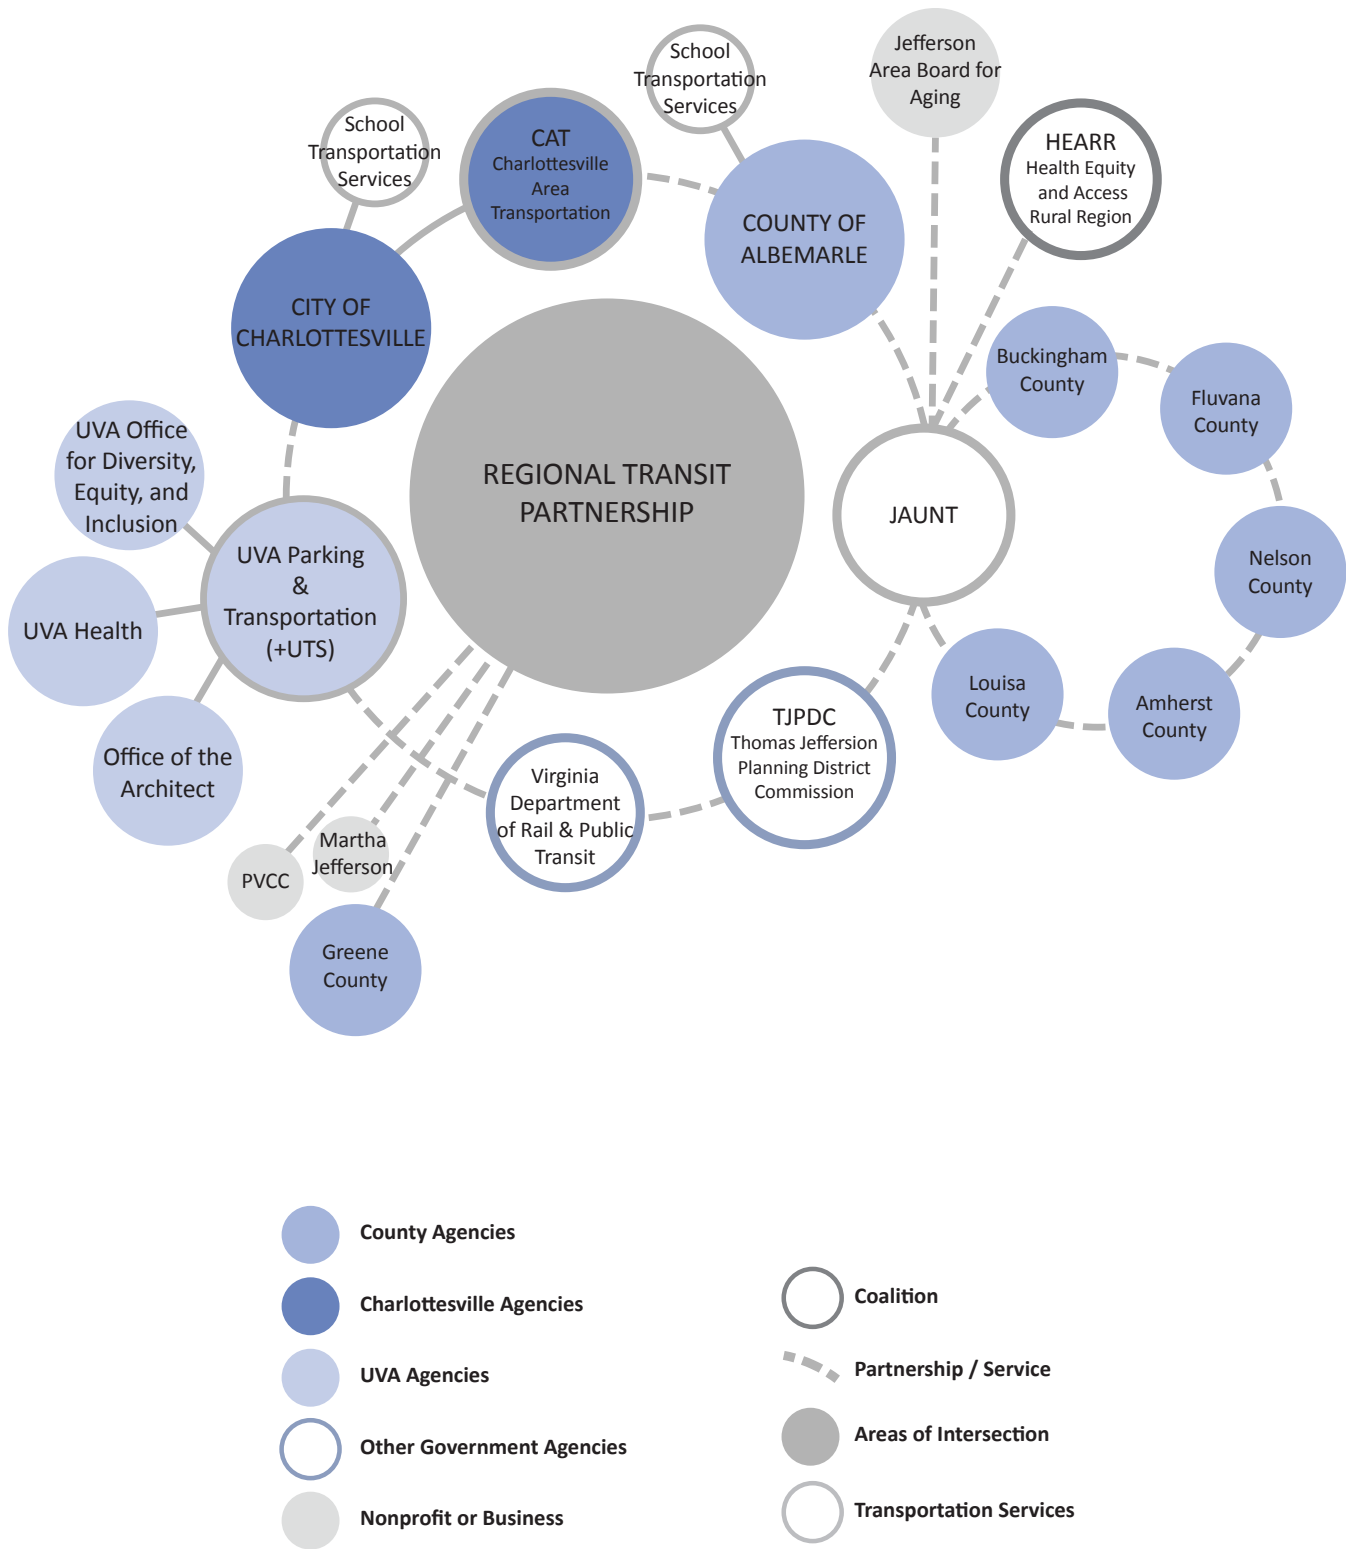 School
Transportation
Services
Jefferson
Area Board for
Aging
School
Transportation
Services
CAT
Charlottesville
Area
Transportation
HEARR
Health Equity
and Access
Rural Region
COUNTY OF
ALBEMARLE
CITY OF
CHARLOTTESVILLE
Buckingham
County
Fluvana
County
UVA Office
for Diversity,
Equity, and
Inclusion
REGIONAL TRANSIT
PARTNERSHIP
JAUNT
UVA Parking
&
Transportation
(+UTS)
Nelson
County
UVA Health
Louisa
County
Amherst
County
TJPDC
Thomas Jeffersion
Planning District
Commission
Office of the
Architect
Virginia
Department
of Rail & Public
Transit
Martha
Jefferson
PVCC
Greene
County
County Agencies
Charlottesville Agencies
UVA Agencies
Other Government Agencies
Nonprofit or Business
Coalition
Partnership / Service
Areas of Intersection
Transportation Services